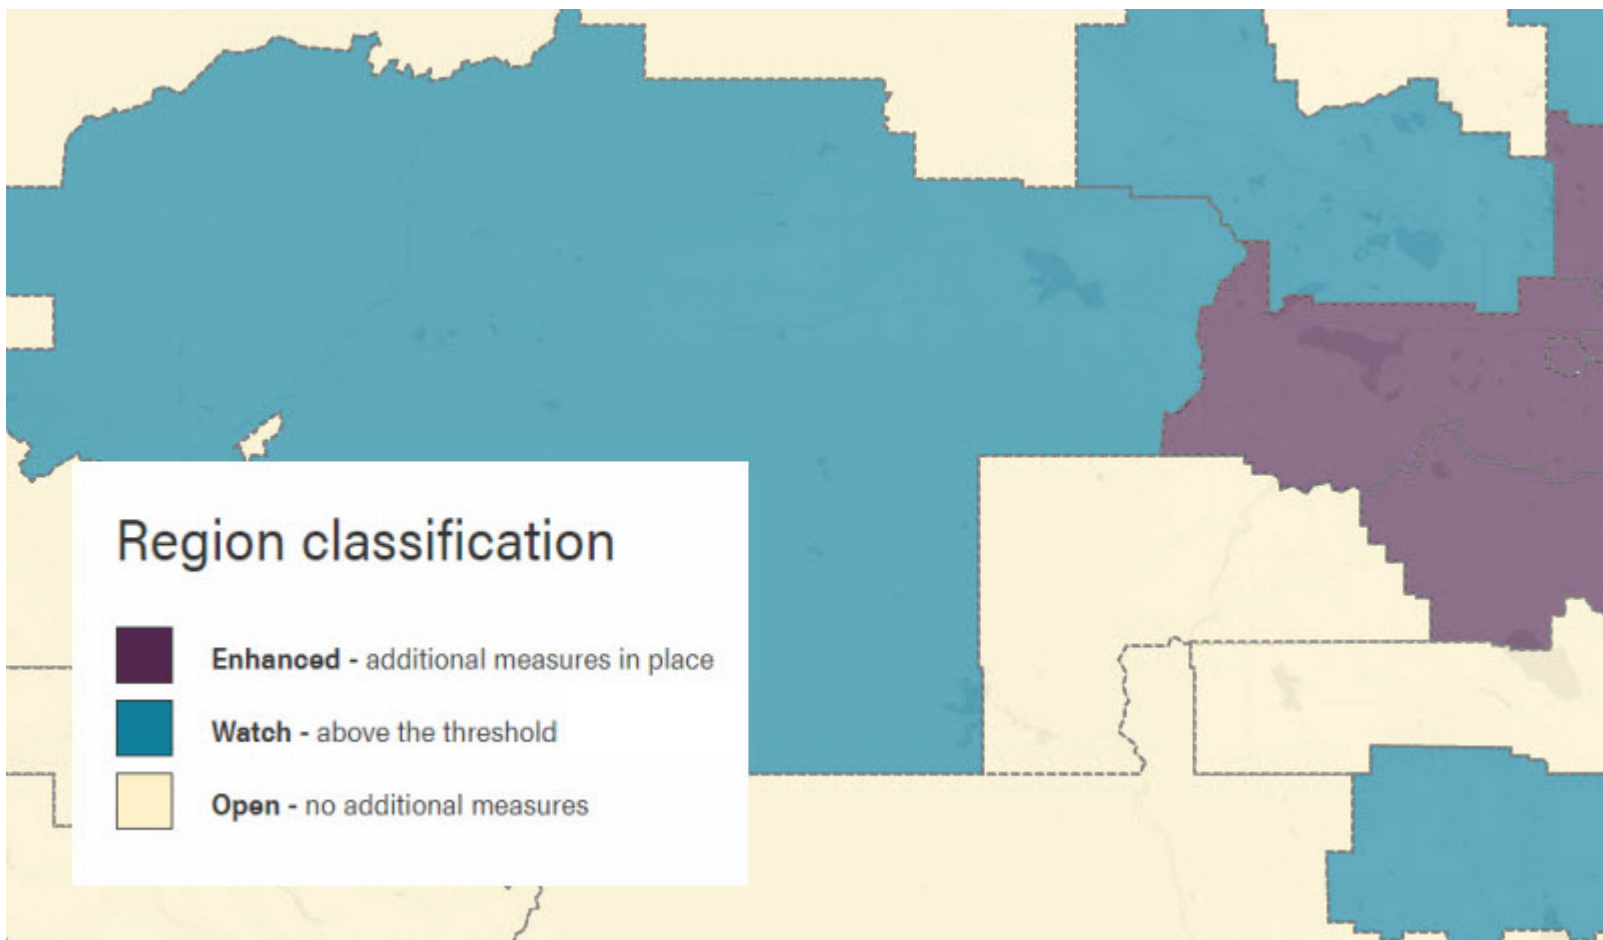 Region classification
Enhanced - additional measures in place
Watch - above the threshold
Open - no additional measures